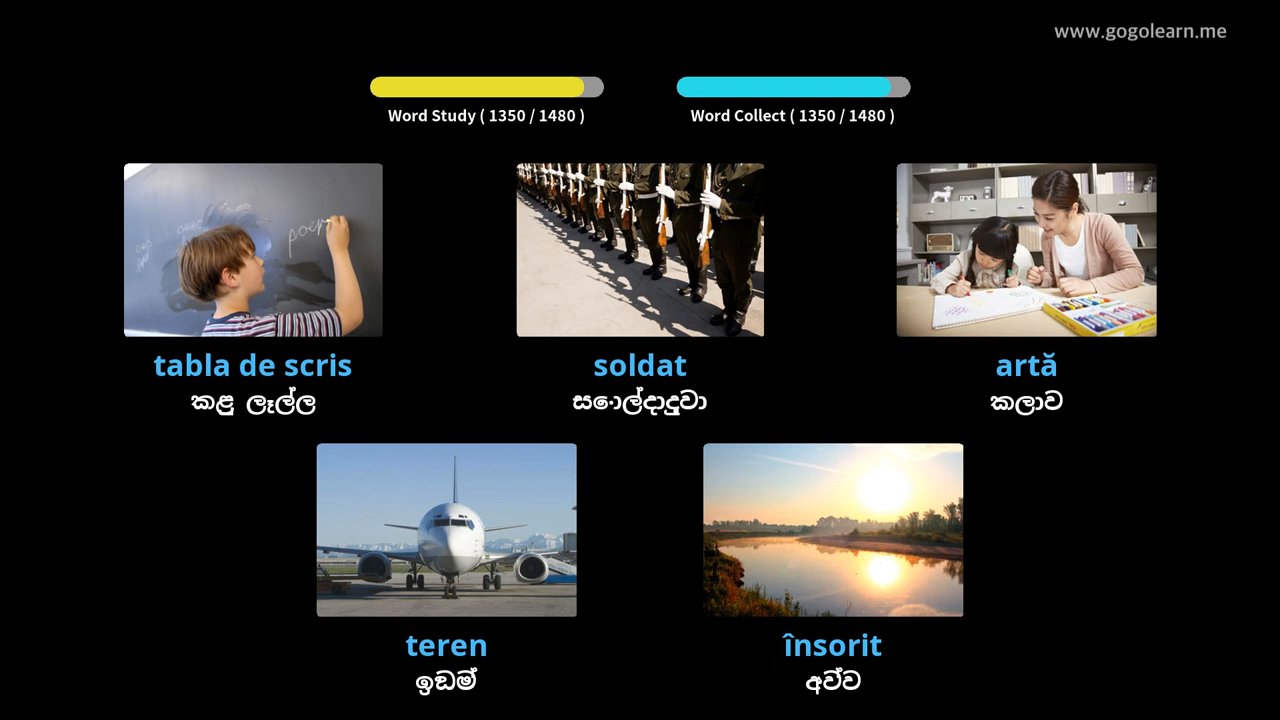 www.gogolearn.me
Word Study ( 1350 / 1480 )
Word Collect ( 1350 / 1480 )
poem
tabla de scris
කළු ලෑල්ල
soldat
සොල්දාදුවා
artă
කලාව
teren
ඉඩම්
însorit
අව්ව